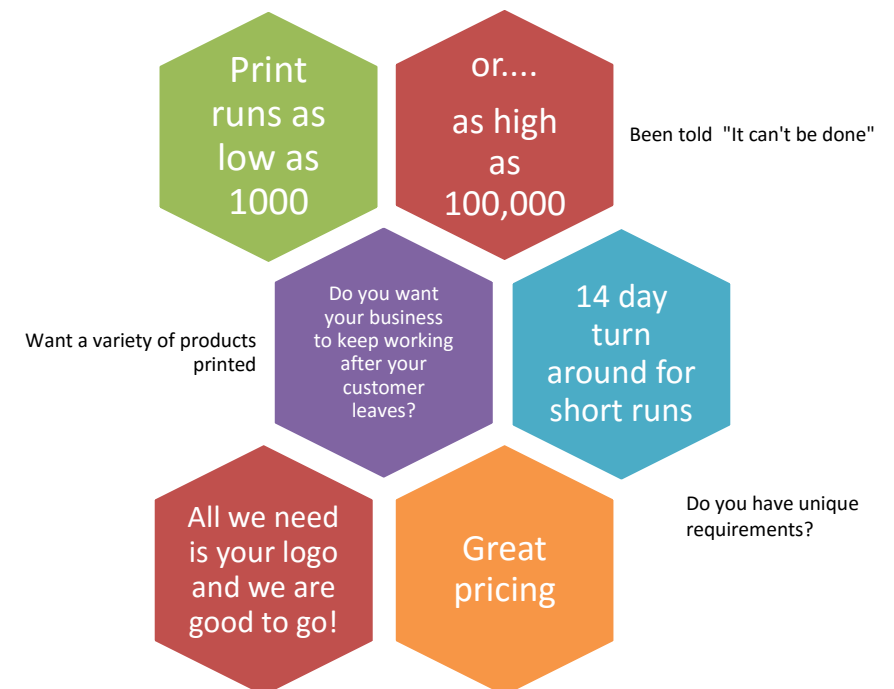 Print
runs as
low as
1000
or....
as high
as
100,000
Been told  "It can't be done"
Want a variety of products
printed
Do you want
your business
to keep working
after your
customer
leaves?
14 day
turn
around for
short runs
All we need
is your logo
and we are
good to go!
Great
pricing
Do you have unique
requirements?